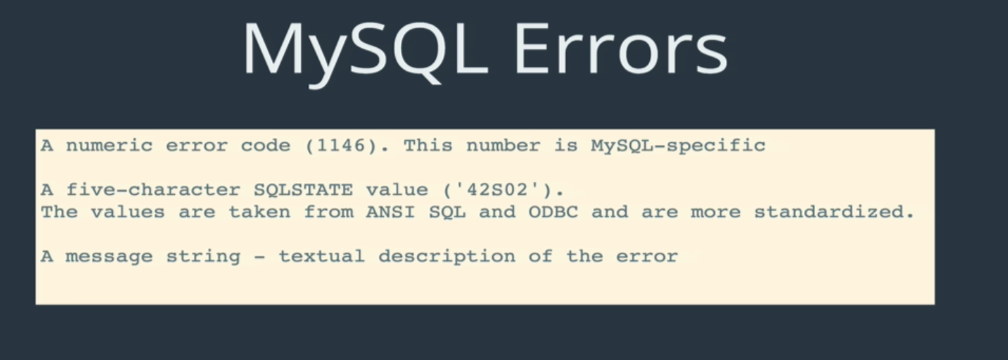 MySQL Errors
A numeric error code (1146). This number is MySQL-specific
A five-character SQLSTATE value ('42S02').
The values are taken from ANSI SQL and ODBC and are more standardized.
A message string - textual description of the error